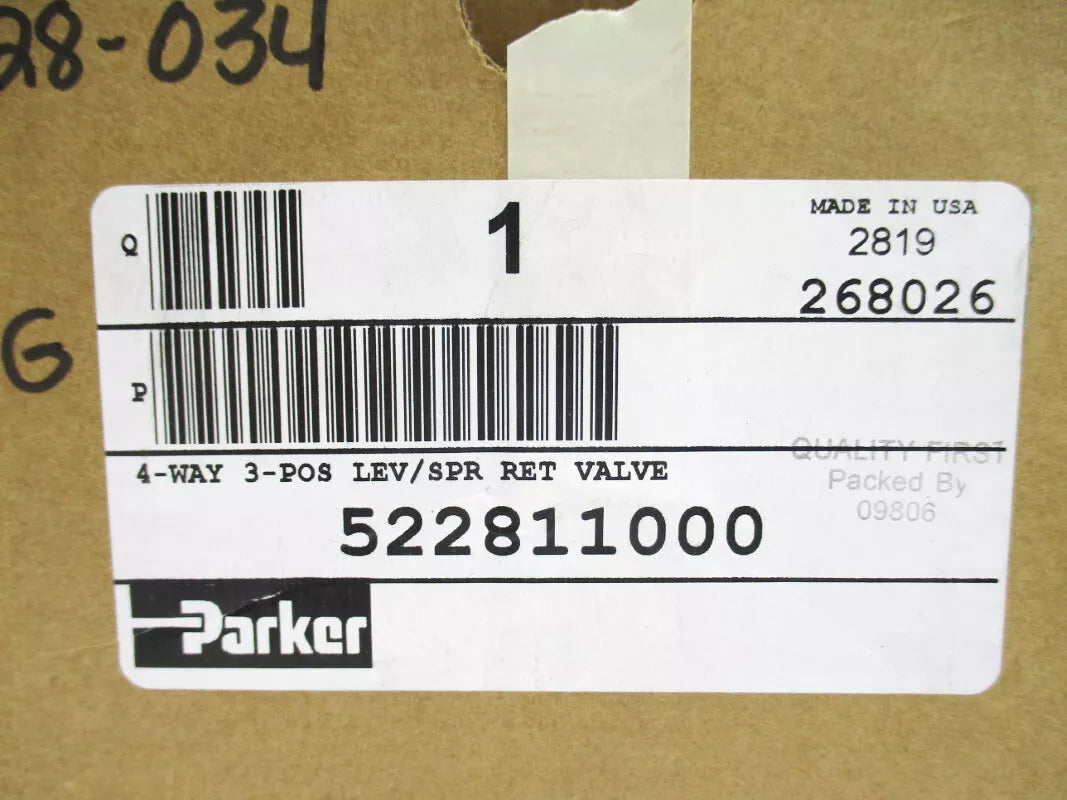 28-034
Q
1
MADE IN USA
2819
268026
G
P
4-WAY 3-POS LEV/SPR RET VALVE
QUALITY FIRST
Packed By
09806
522811000
Parker